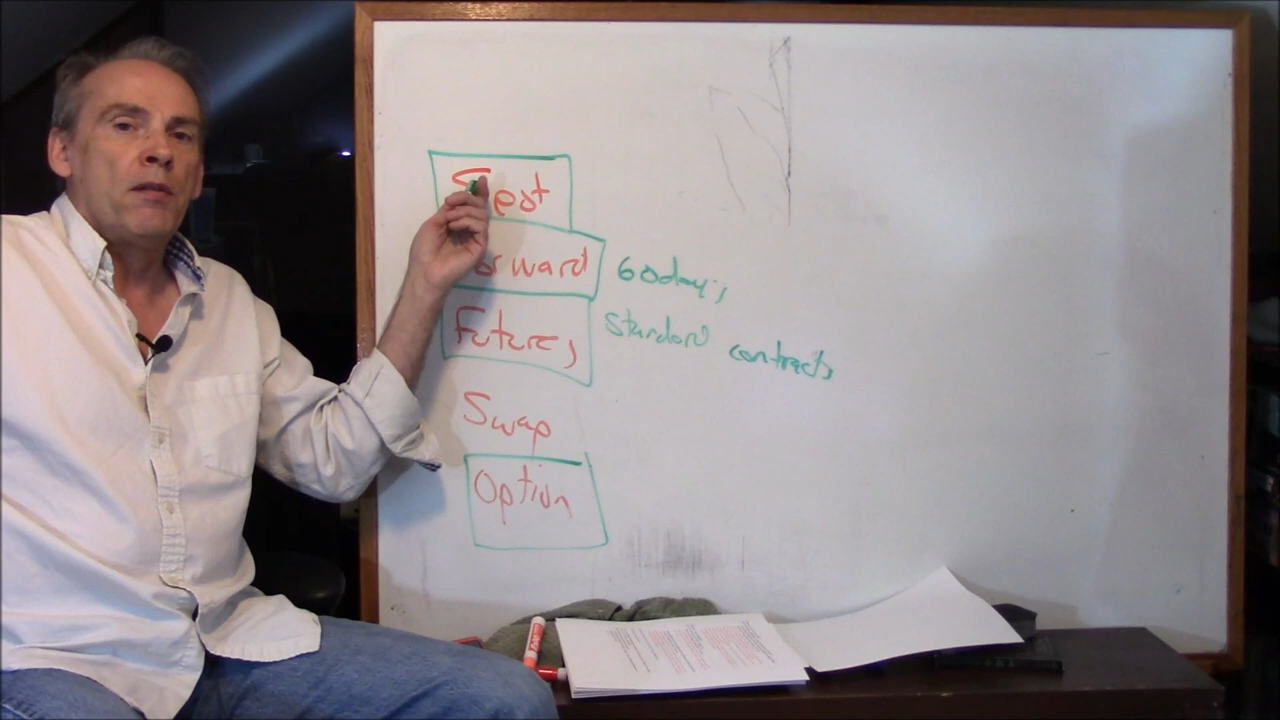 Spot
Forward 60 days
Futures standard contracts
Swap
Option